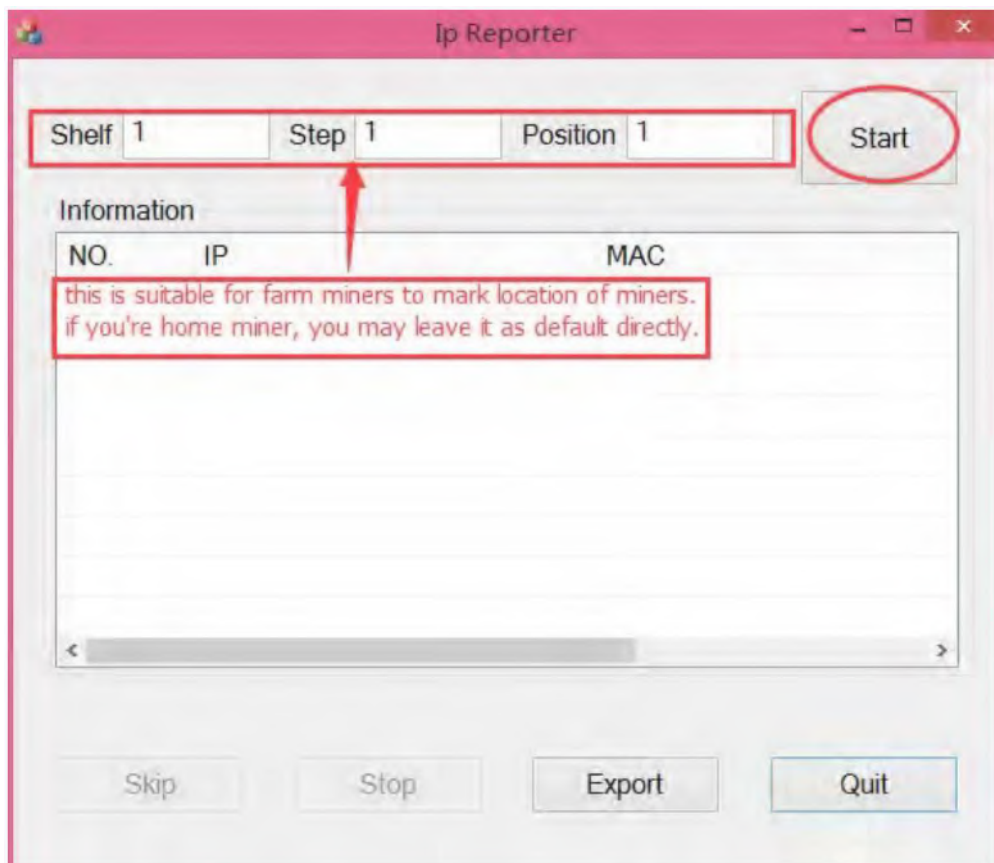 Ip Reporter
Shelf 1 Step 1 Position 1 Start
Information
NO. IP MAC
this is suitable for farm miners to mark location of miners.
if you're home miner, you may leave it as default directly.
Skip Stop Export Quit